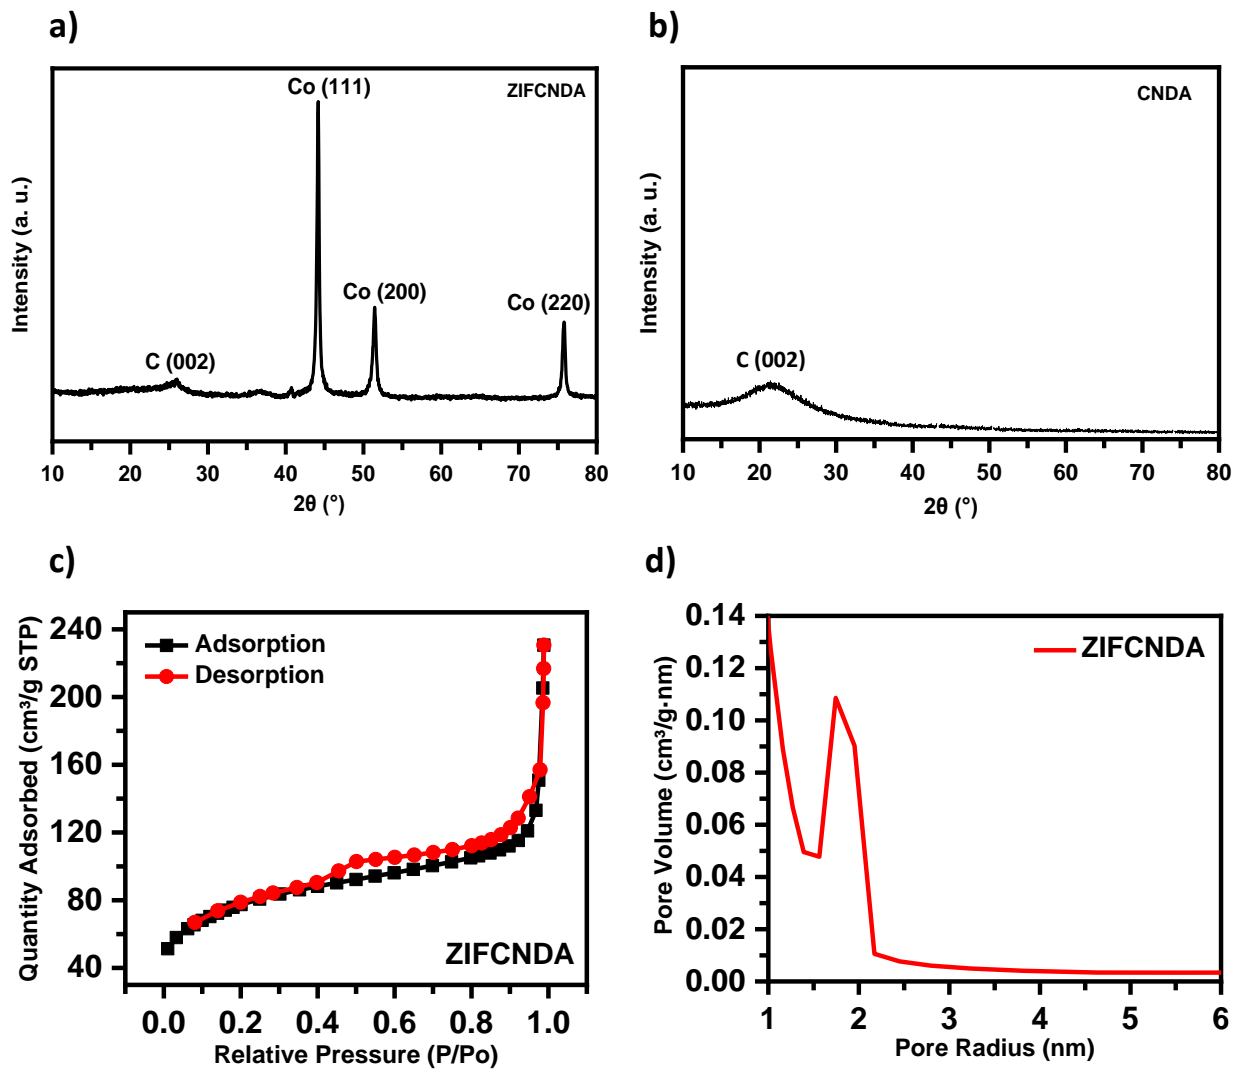 a)
ZIFCNDA
Co (111)
Co (200)
Co (220)
C (002)
Intensity (a. u.)
10 20 30 40 50 60 70 80
2θ (°)
b)
CNDA
C (002)
Intensity (a. u.)
10 20 30 40 50 60 70 80
2θ (°)
c)
Adsorption
Desorption
ZIFCNDA
Quantity Adsorbed (cm³/g STP)
240
200
160
120
80
40
0.0 0.2 0.4 0.6 0.8 1.0
Relative Pressure (P/Po)
d)
ZIFCNDA
Pore Volume (cm³/g·nm)
0.14
0.12
0.10
0.08
0.06
0.04
0.02
0.00
1 2 3 4 5 6
Pore Radius (nm)